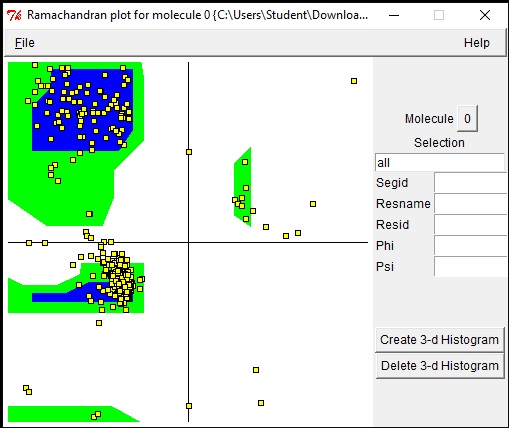 Ramachandran plot for molecule 0 {C:\Users\Student\Downloa...
File Help
Molecule 0
Selection
all
Segid
Resname
Resid
Phi
Psi
Create 3-d Histogram
Delete 3-d Histogram